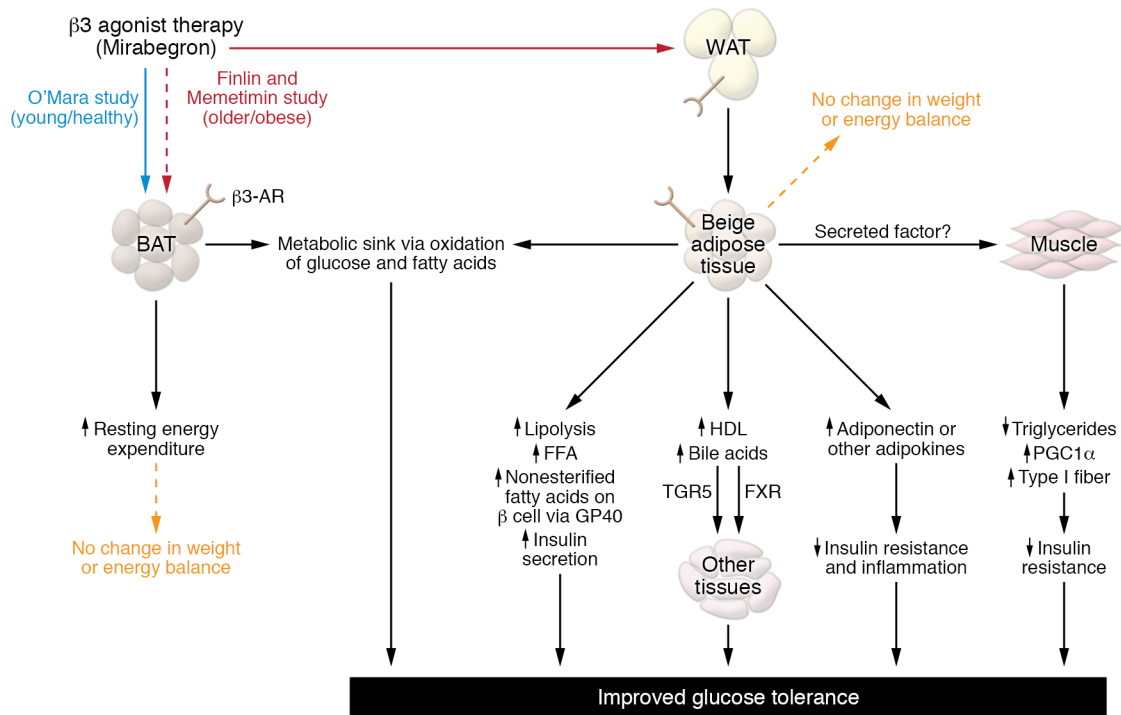 β3 agonist therapy
(Mirabegron)
WAT
O'Mara study
(young/healthy)
Finlin and
Memetimin study
(older/obese)
No change in weight
or energy balance
β3-AR
BAT
Metabolic sink via oxidation
of glucose and fatty acids
Beige
adipose
tissue
Secreted factor?
Muscle
Resting energy
expenditure
No change in weight
or energy balance
Lipolysis
FFA
Nonesterified
fatty acids on
β cell via GP40
Insulin
secretion
HDL
Bile acids
TGR5
FXR
Other
tissues
Adiponectin or
other adipokines
Insulin resistance
and inflammation
Triglycerides
PGC1α
Type I fiber
Insulin
resistance
Improved glucose tolerance